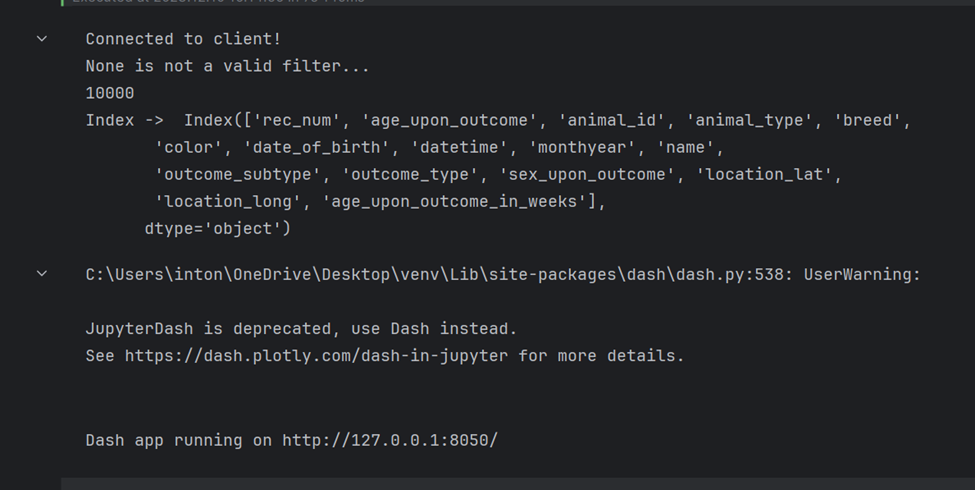 Connected to client!
None is not a valid filter...
10000
Index ->  Index(['rec_num', 'age_upon_outcome', 'animal_id', 'animal_type', 'breed',
'color', 'date_of_birth', 'datetime', 'monthyear', 'name',
'outcome_subtype', 'outcome_type', 'sex_upon_outcome', 'location_lat',
'location_long', 'age_upon_outcome_in_weeks'],
dtype='object')
C:\Users\inton\OneDrive\Desktop\venv\Lib\site-packages\dash\dash.py:538: UserWarning:
JupyterDash is deprecated, use Dash instead.
See https://dash.plotly.com/dash-in-jupyter for more details.
Dash app running on http://127.0.0.1:8050/